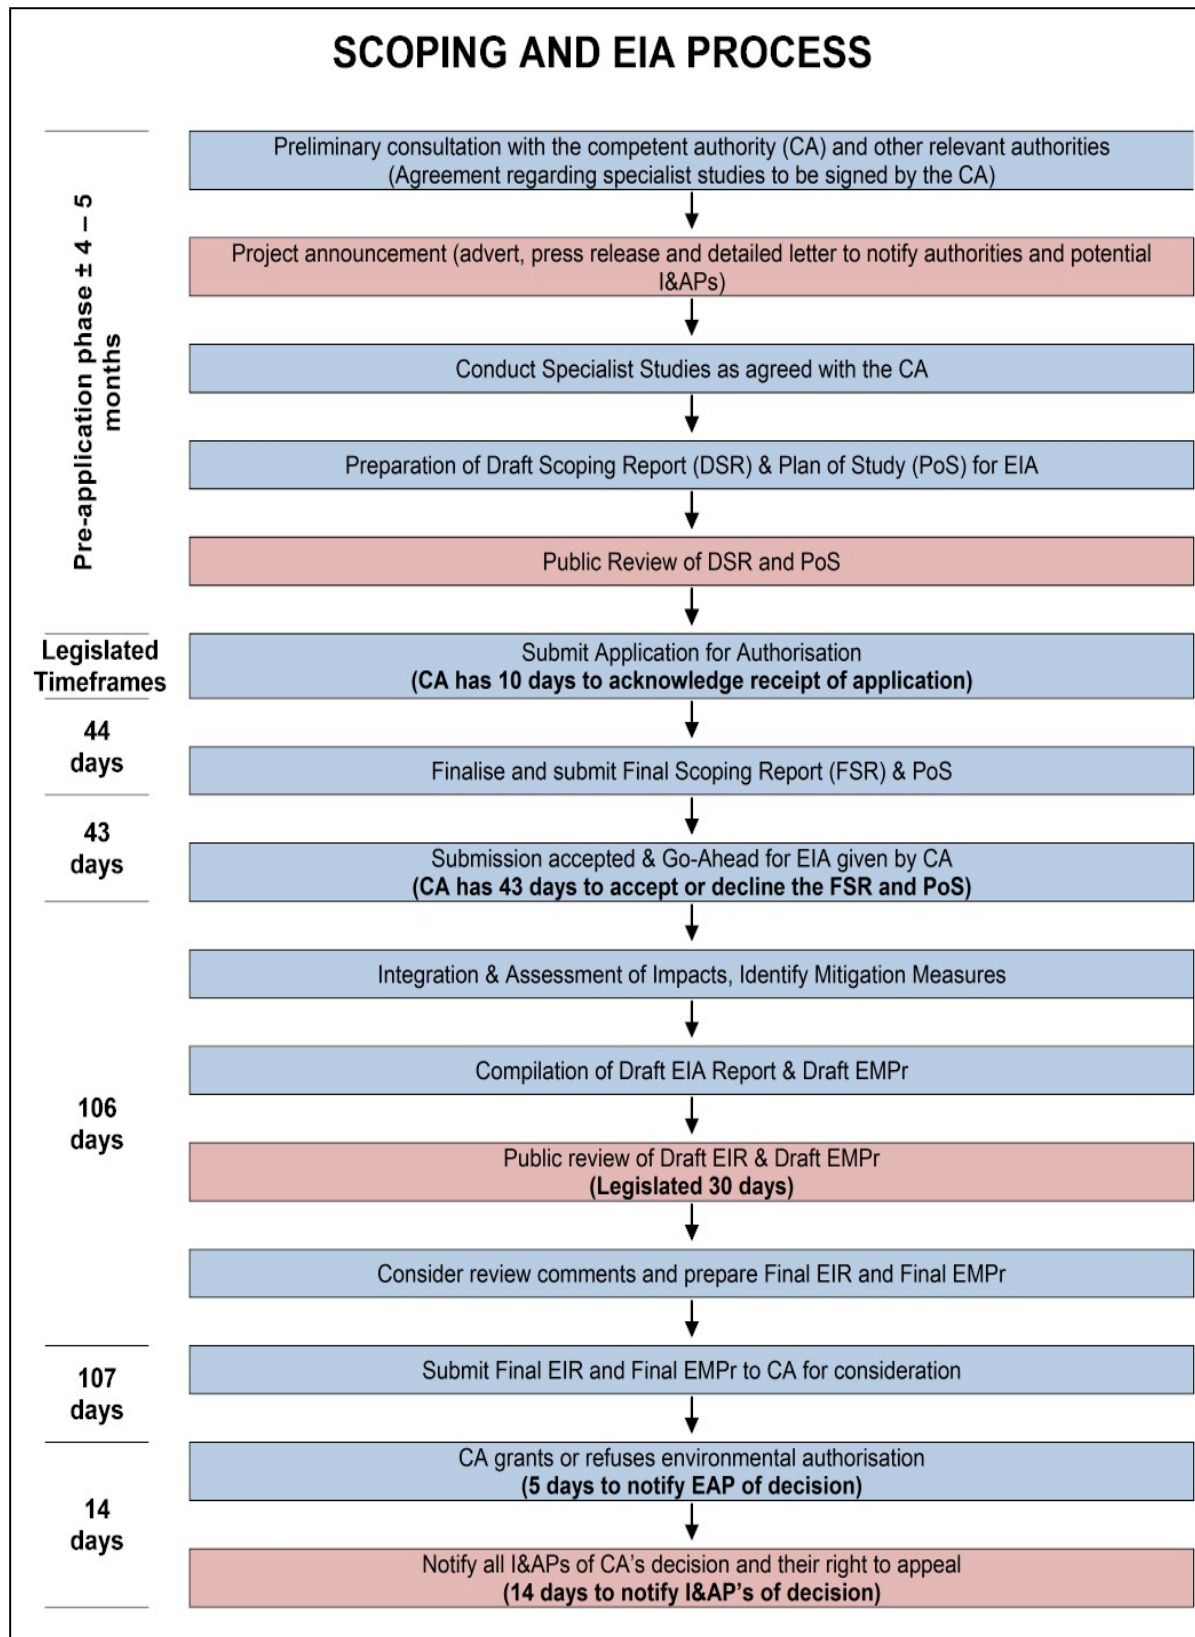 SCOPING AND EIA PROCESS
Pre-application phase ± 4 – 5
months
Preliminary consultation with the competent authority (CA) and other relevant authorities
(Agreement regarding specialist studies to be signed by the CA)
Project announcement (advert, press release and detailed letter to notify authorities and potential
I&APs)
Conduct Specialist Studies as agreed with the CA
Preparation of Draft Scoping Report (DSR) & Plan of Study (PoS) for EIA
Public Review of DSR and PoS
Legislated
Timeframes
Submit Application for Authorisation
(CA has 10 days to acknowledge receipt of application)
44
days
Finalise and submit Final Scoping Report (FSR) & PoS
43
days
Submission accepted & Go-Ahead for EIA given by CA
(CA has 43 days to accept or decline the FSR and PoS)
106
days
Integration & Assessment of Impacts, Identify Mitigation Measures
Compilation of Draft EIA Report & Draft EMPr
Public review of Draft EIR & Draft EMPr
(Legislated 30 days)
Consider review comments and prepare Final EIR and Final EMPr
107
days
Submit Final EIR and Final EMPr to CA for consideration
14
days
CA grants or refuses environmental authorisation
(5 days to notify EAP of decision)
Notify all I&APs of CA's decision and their right to appeal
(14 days to notify I&AP's of decision)